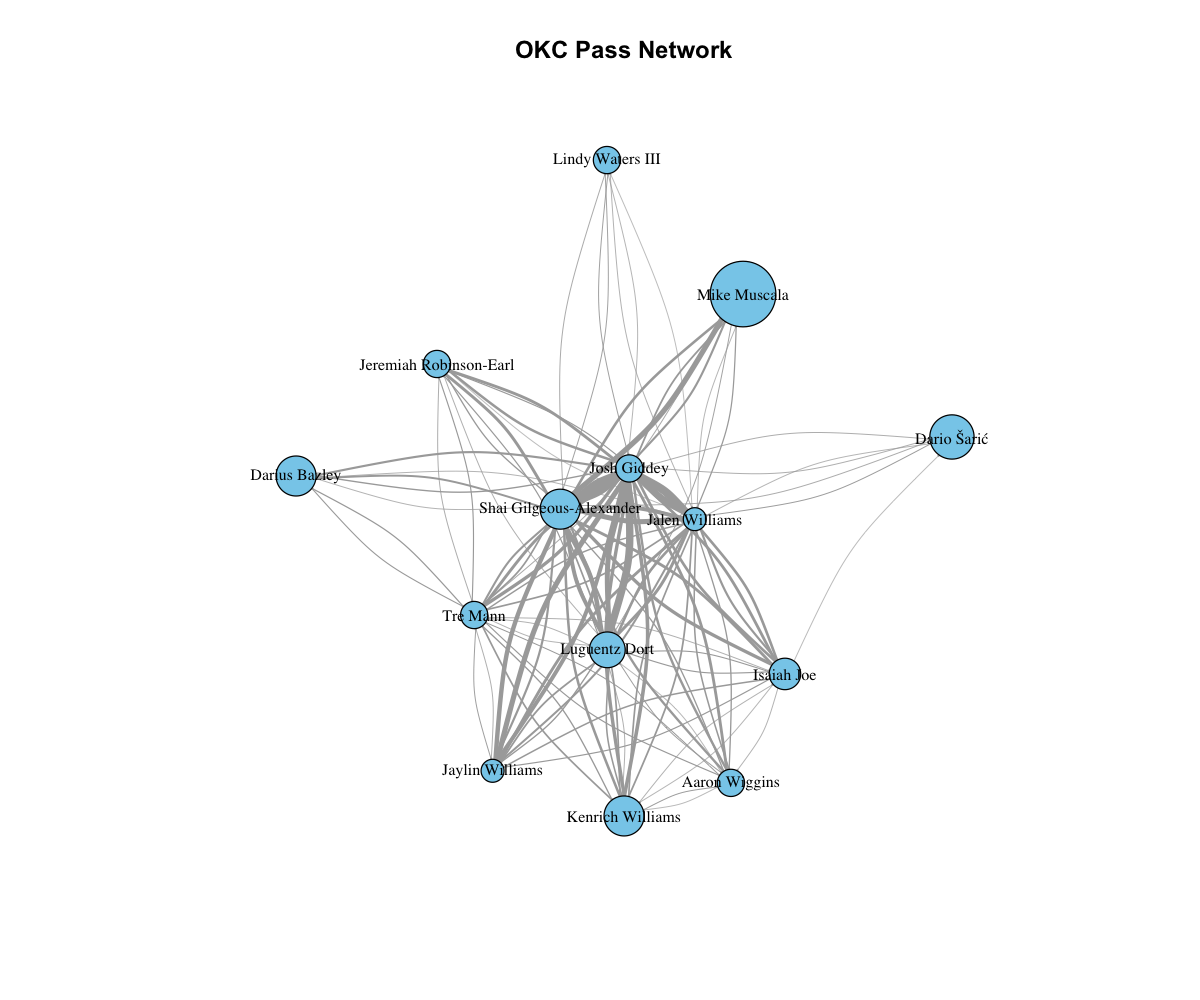 OKC Pass Network
Lindy Waters III
Mike Muscala
Jeremiah Robinson-Earl
Dario Šarić
Josh Giddey
Darius Bazley
Shai Gilgeous-Alexander
Jalen Williams
Tre Mann
Luguentz Dort
Isaiah Joe
Jaylin Williams
Aaron Wiggins
Kenrich Williams